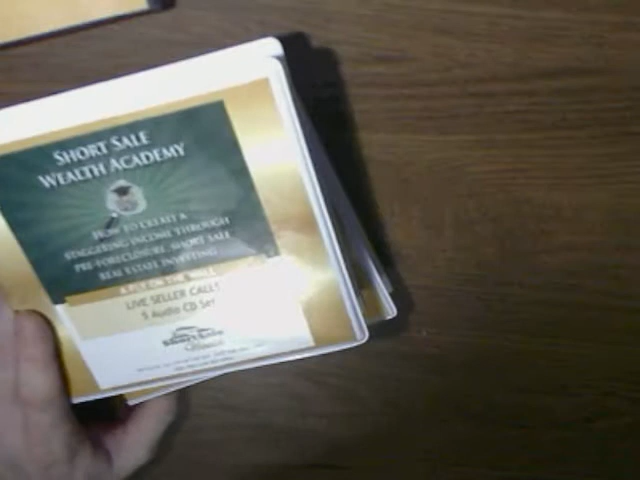 SHORT SALE
WEALTH ACADEMY
HOW TO CREATE A
STAGGERING INCOME THROUGH
PRE-FORECLOSURE, SHORT SALE
REAL ESTATE INVESTING
LIVE SELLER CALLS
5 Audio CD Set